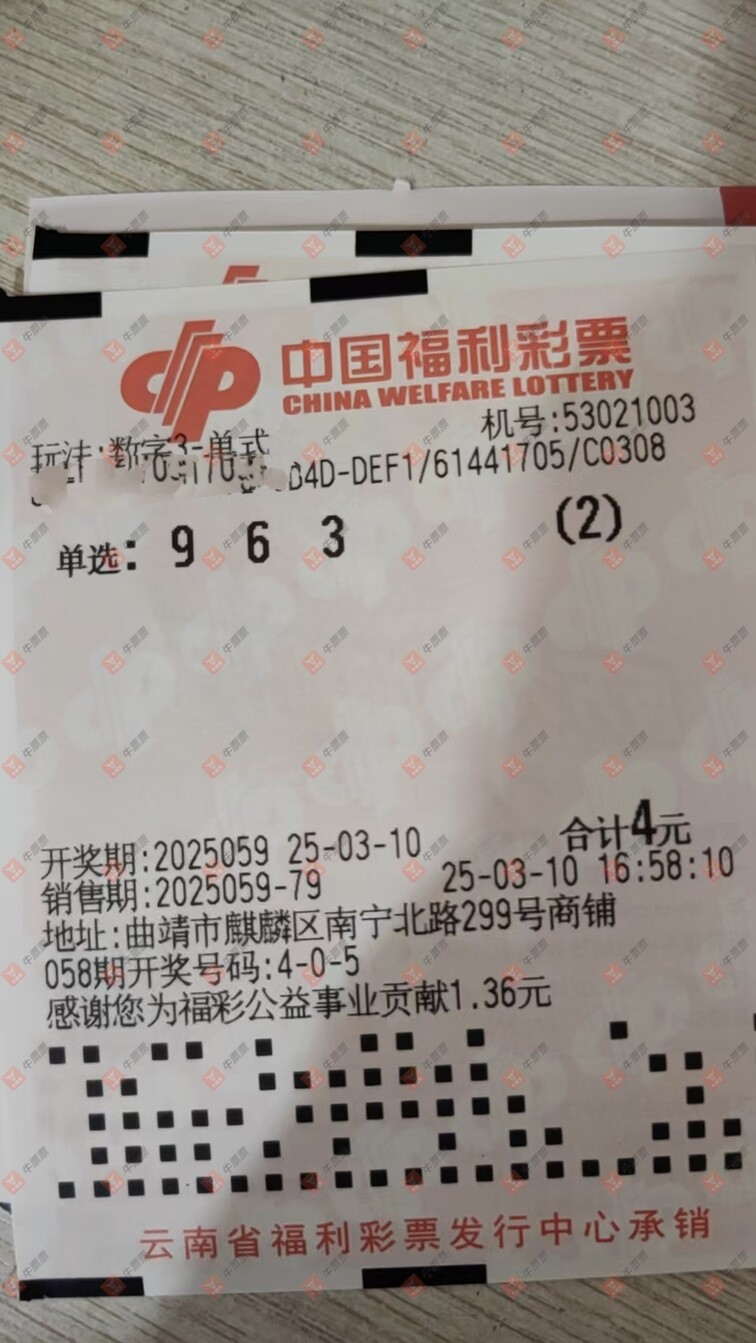 中国福利彩票
CHINA WELFARE LOTTERY
机号:53021003
玩法:数字3-单式
B4D-DEF1/61441705/C0308
单选: 9 6 3 (2)
合计4元
开奖期:2025059 25-03-10
销售期:2025059-79 25-03-10 16:58:10
地址:曲靖市麒麟区南宁北路299号商铺
058期开奖号码:4-0-5
感谢您为福彩公益事业贡献1.36元
云南省福利彩票发行中心承销